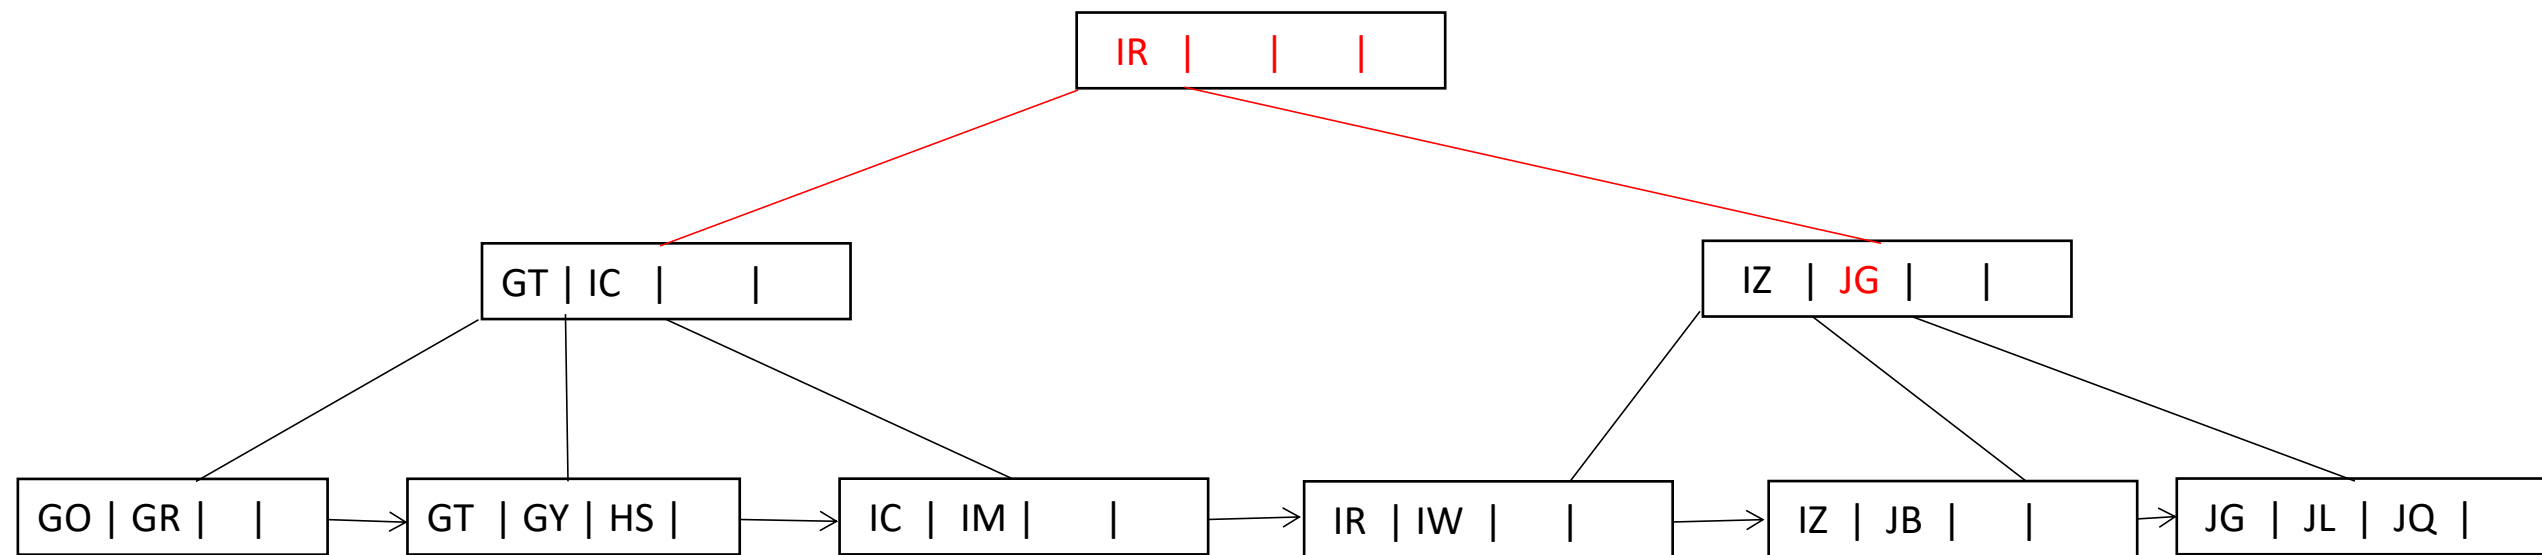 IR | | |
GT | IC | |
IZ | JG | |
GO | GR | |
GT | GY | HS |
IC | IM | |
IR | IW | |
IZ | JB | |
JG | JL | JQ |